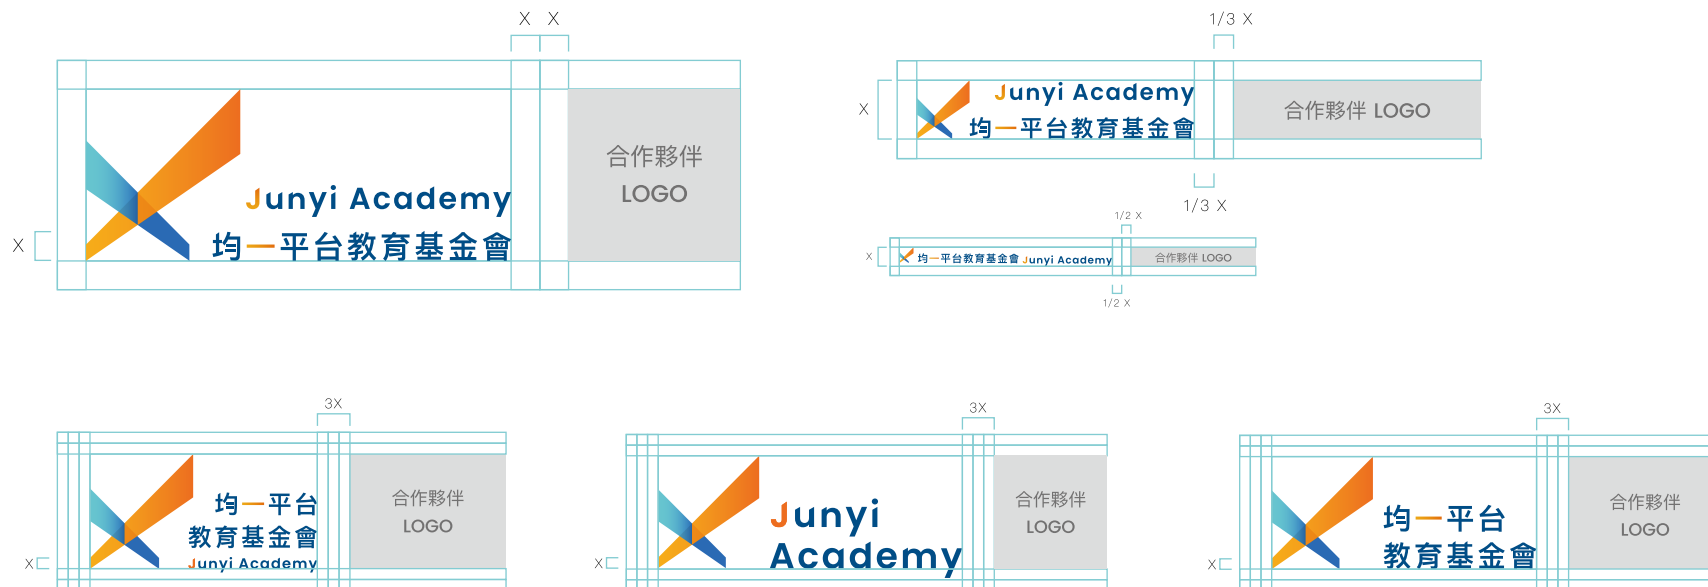 X X
Junyi Academy
均一平台教育基金會
合作夥伴
LOGO
X
1/3 X
X
Junyi Academy
均一平台教育基金會
合作夥伴 LOGO
1/3 X
1/2 X
X
均一平台教育基金會 Junyi Academy
合作夥伴 LOGO
1/2 X
3X
均一平台
教育基金會
Junyi Academy
合作夥伴
LOGO
X
3X
Junyi
Academy
合作夥伴
LOGO
X
3X
均一平台
教育基金會
合作夥伴
LOGO
X